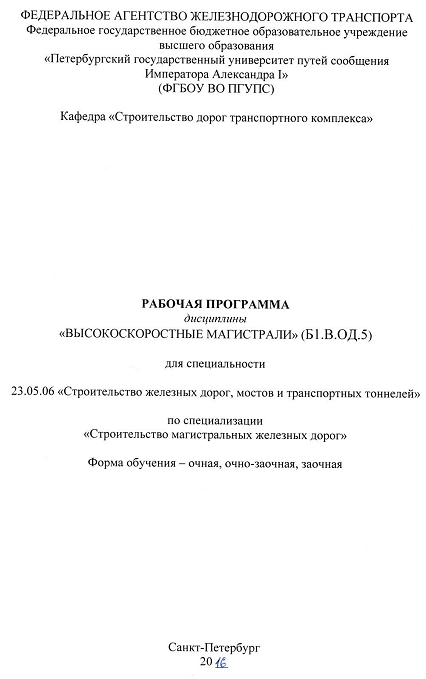 ФЕДЕРАЛЬНОЕ АГЕНТСТВО ЖЕЛЕЗНОДОРОЖНОГО ТРАНСПОРТА
Федеральное государственное бюджетное образовательное учреждение
высшего образования
«Петербургский государственный университет путей сообщения
Императора Александра I»
(ФГБОУ ВО ПГУПС)
Кафедра «Строительство дорог транспортного комплекса»
РАБОЧАЯ ПРОГРАММА
дисциплины
«ВЫСОКОСКОРОСТНЫЕ МАГИСТРАЛИ» (Б1.В.ОД.5)
для специальности
23.05.06 «Строительство железных дорог, мостов и транспортных тоннелей»
по специализации
«Строительство магистральных железных дорог»
Форма обучения – очная, очно-заочная, заочная
Санкт-Петербург
2016